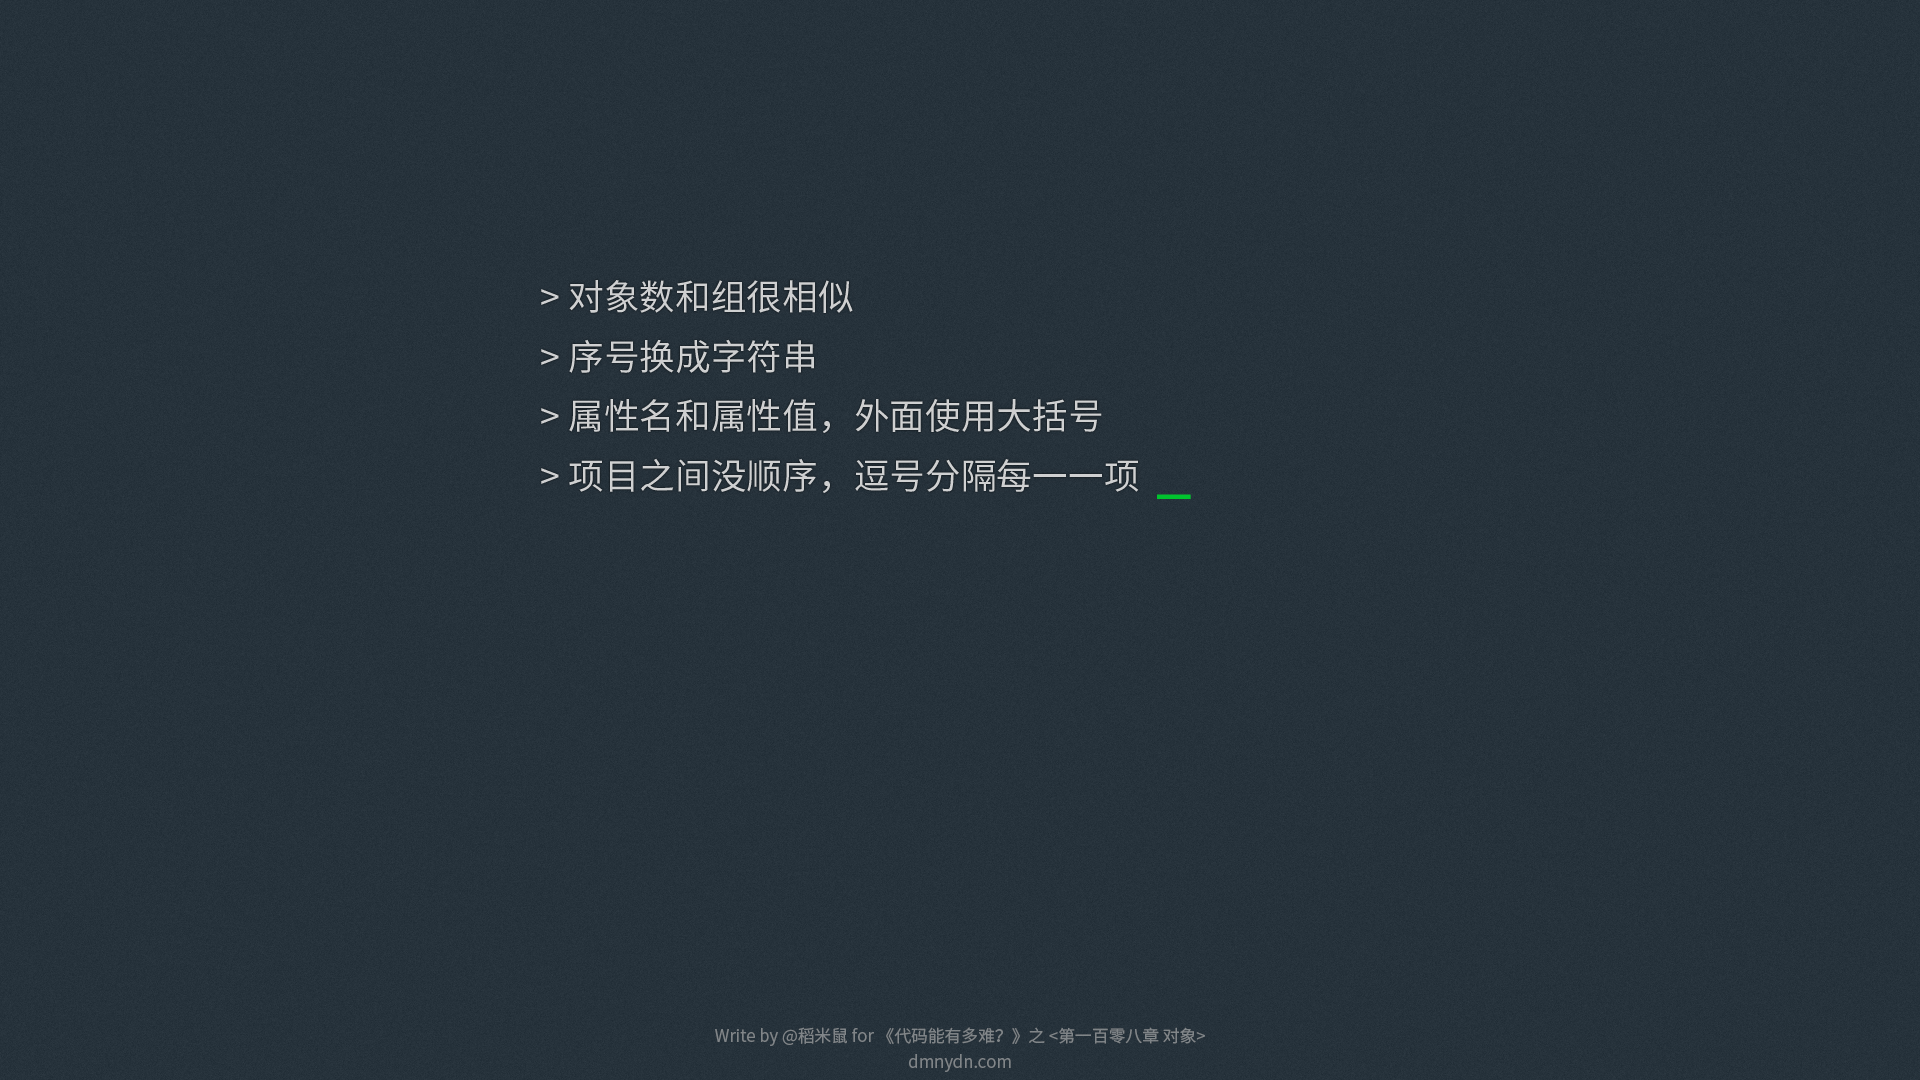 > 对象数和组很相似
> 序号换成字符串
> 属性名和属性值，外面使用大括号
> 项目之间没顺序，逗号分隔每一一项
Write by @稻米鼠 for 《代码能有多难？》之 <第一百零八章 对象>
dmnydn.com